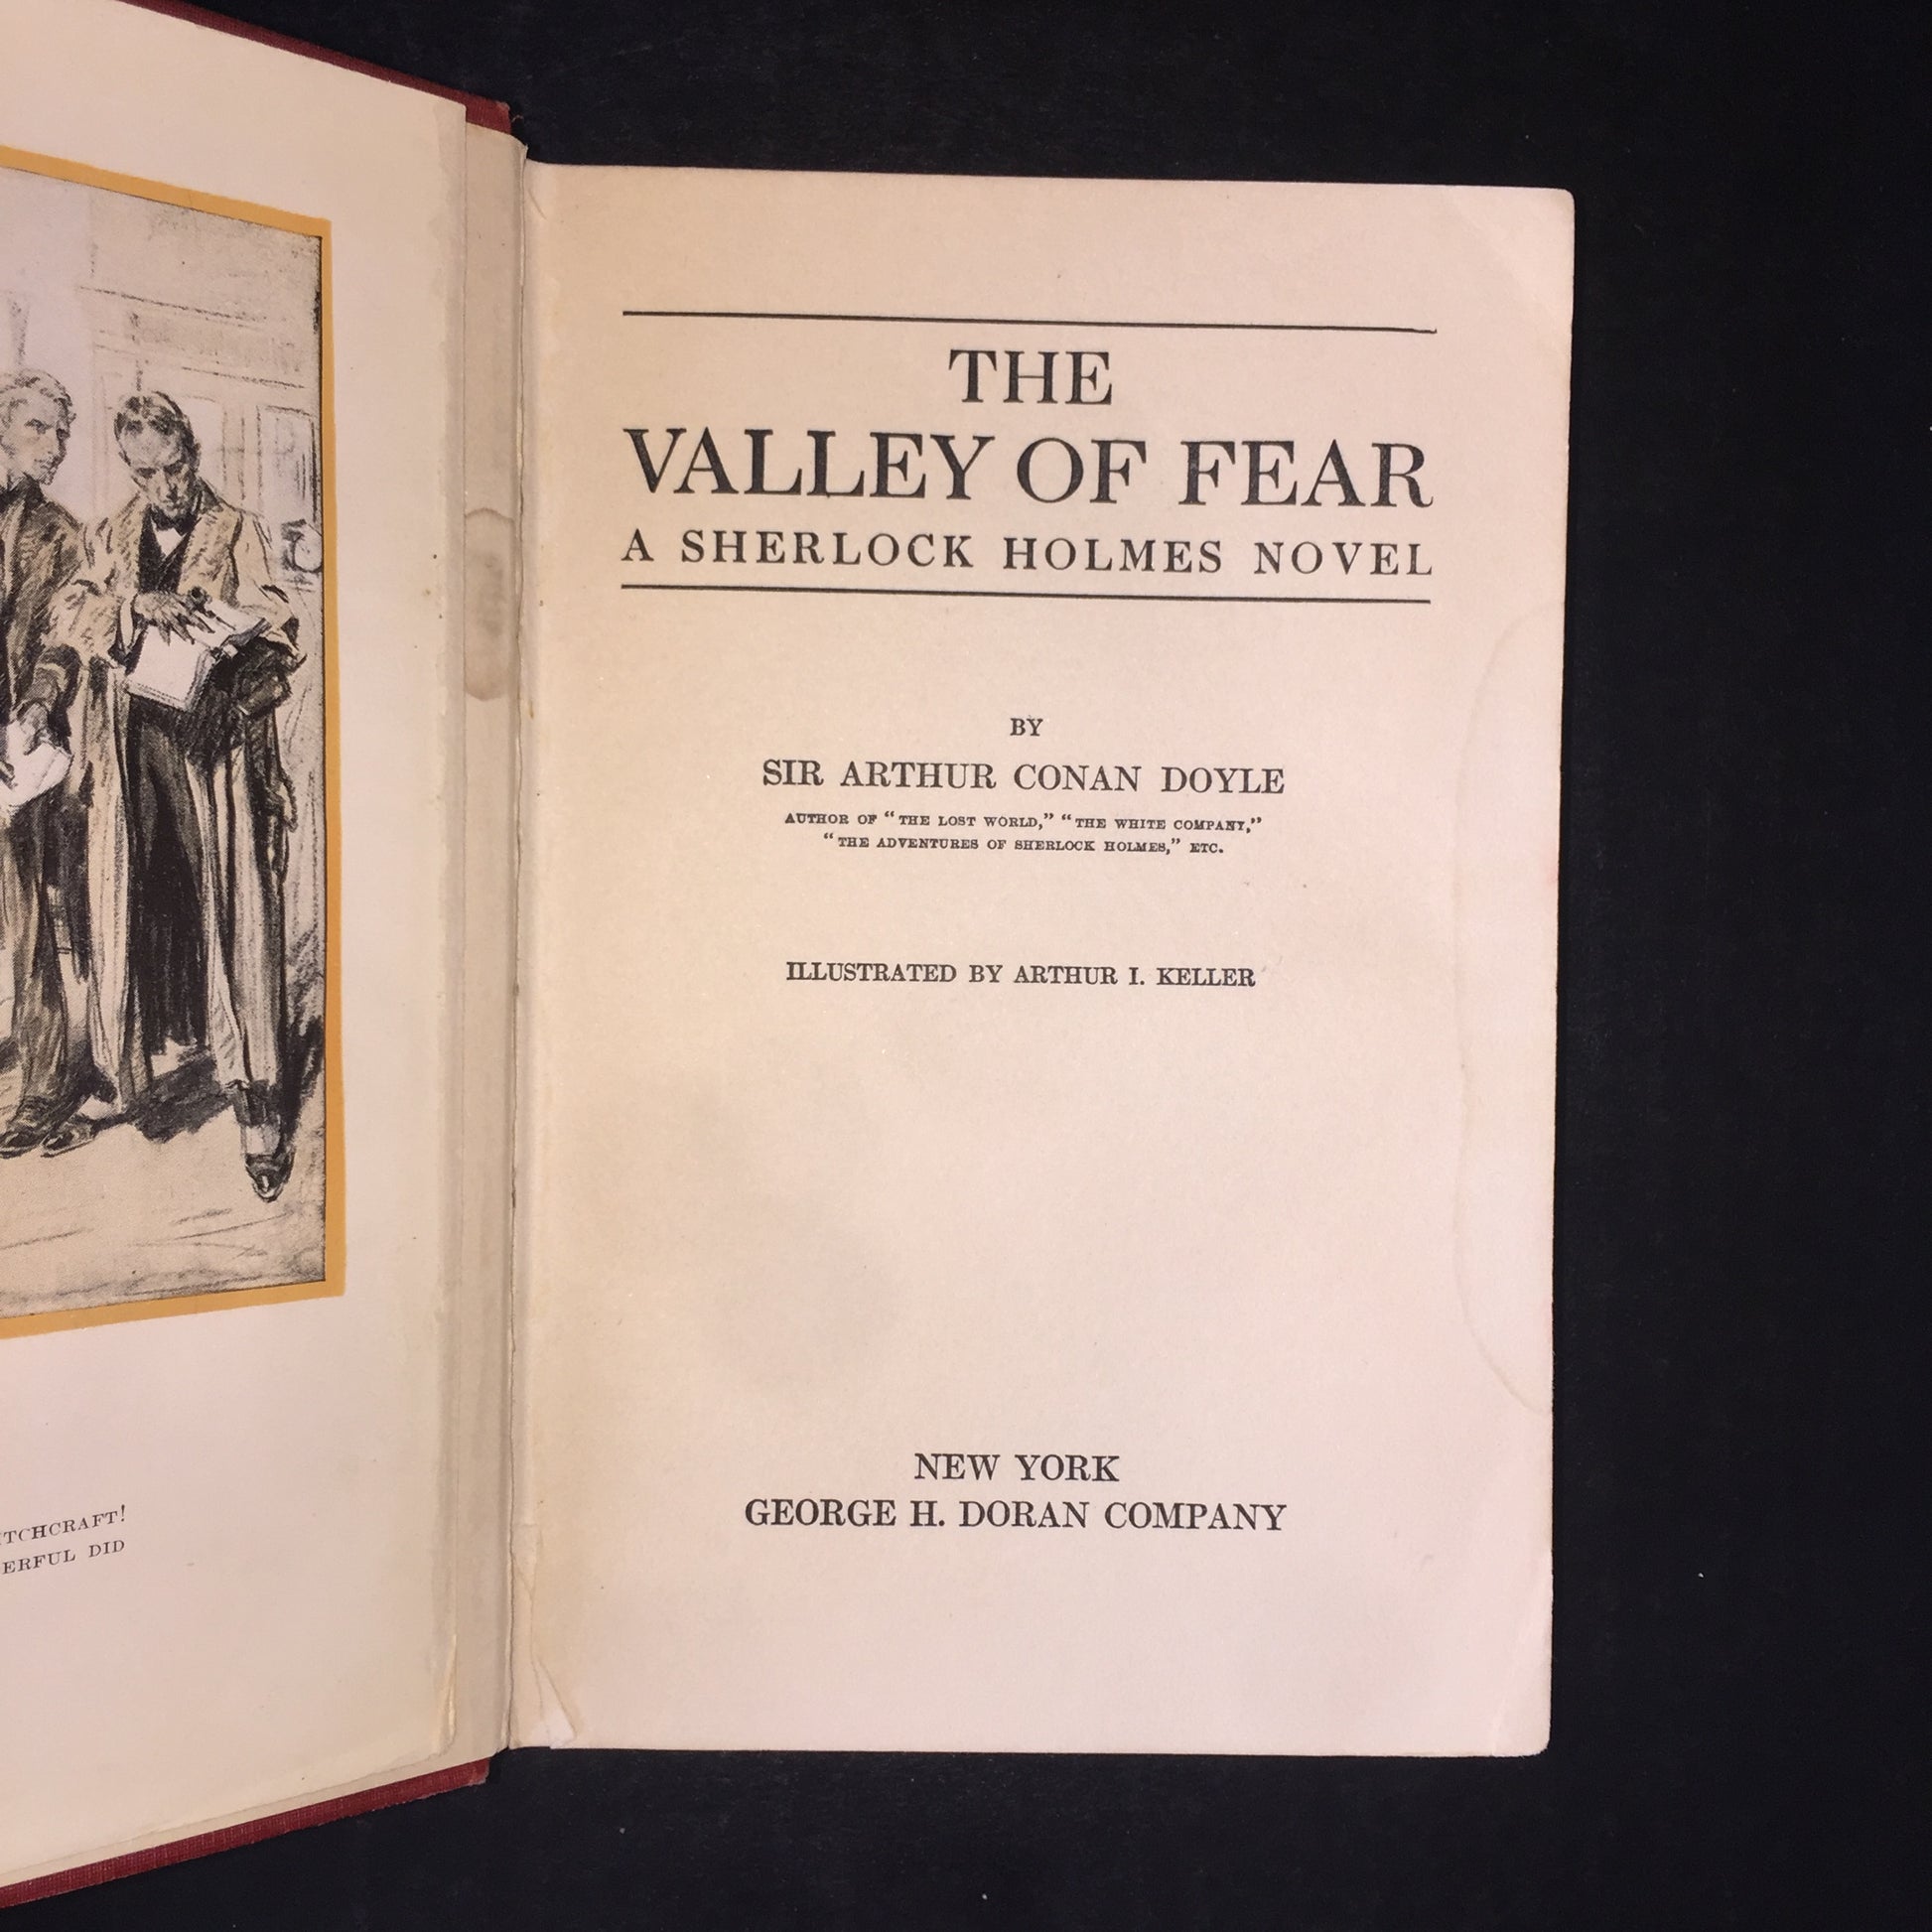 THE
VALLEY OF FEAR
A SHERLOCK HOLMES NOVEL
BY
SIR ARTHUR CONAN DOYLE
AUTHOR OF “THE LOST WORLD,” “THE WHITE COMPANY,”
“THE ADVENTURES OF SHERLOCK HOLMES,” ETC.
ILLUSTRATED BY ARTHUR I. KELLER
NEW YORK
GEORGE H. DORAN COMPANY
DID